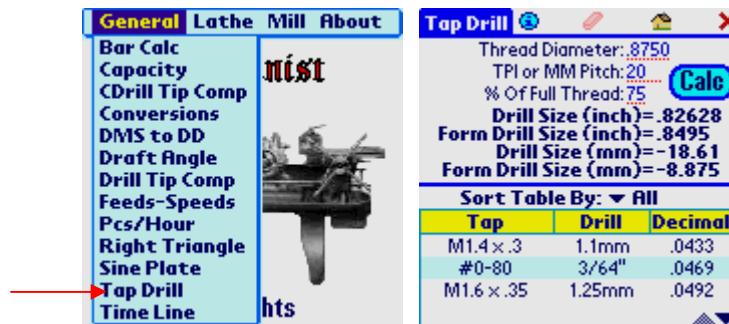 General Lathe Mill About
Bar Calc
Capacity
CDrill Tip Comp
Conversions
DMS to DD
Draft Angle
Drill Tip Comp
Feeds-Speeds
Pcs/Hour
Right Triangle
Sine Plate
Tap Drill
Time Line
nist
hts
Tap Drill
Thread Diameter:.8750
TPI or MM Pitch:20
% Of Full Thread:75
Calc
Drill Size (inch)=.82628
Form Drill Size (inch)=.8495
Drill Size (mm)=-18.61
Form Drill Size (mm)=-8.875
Sort Table By: ▼ All
Tap Drill Decimal
M1.4 × .3 1.1mm .0433
#0-80 3/64" .0469
M1.6 × .35 1.25mm .0492